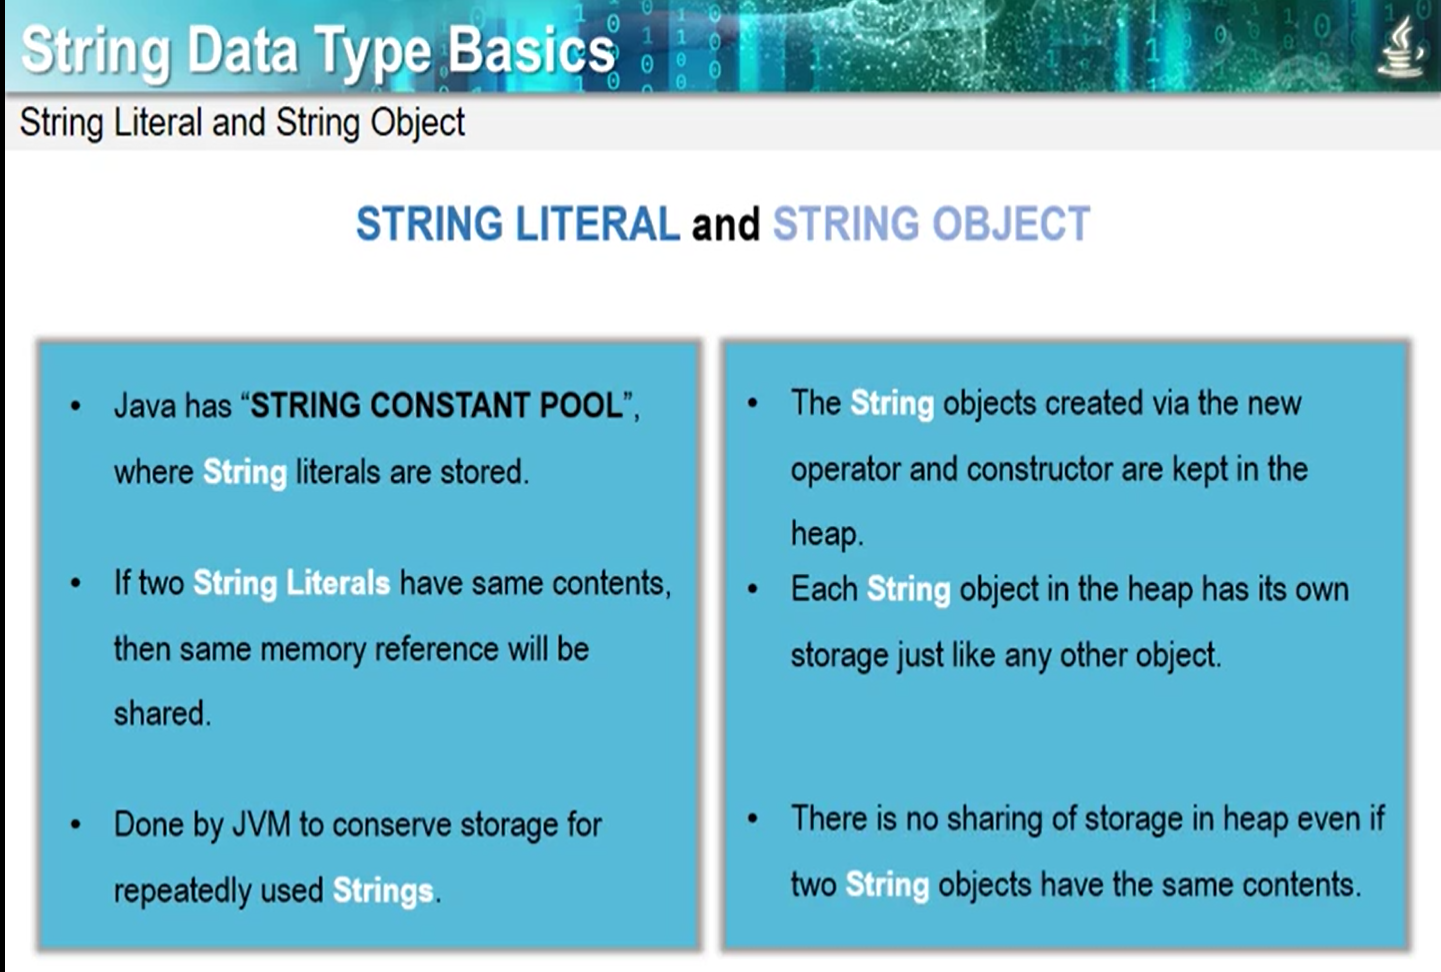 String Data Type Basics
String Literal and String Object
STRING LITERAL and STRING OBJECT
• Java has “STRING CONSTANT POOL”,
where String literals are stored.
• If two String Literals have same contents,
then same memory reference will be
shared.
• Done by JVM to conserve storage for
repeatedly used Strings.
• The String objects created via the new
operator and constructor are kept in the
heap.
• Each String object in the heap has its own
storage just like any other object.
• There is no sharing of storage in heap even if
two String objects have the same contents.